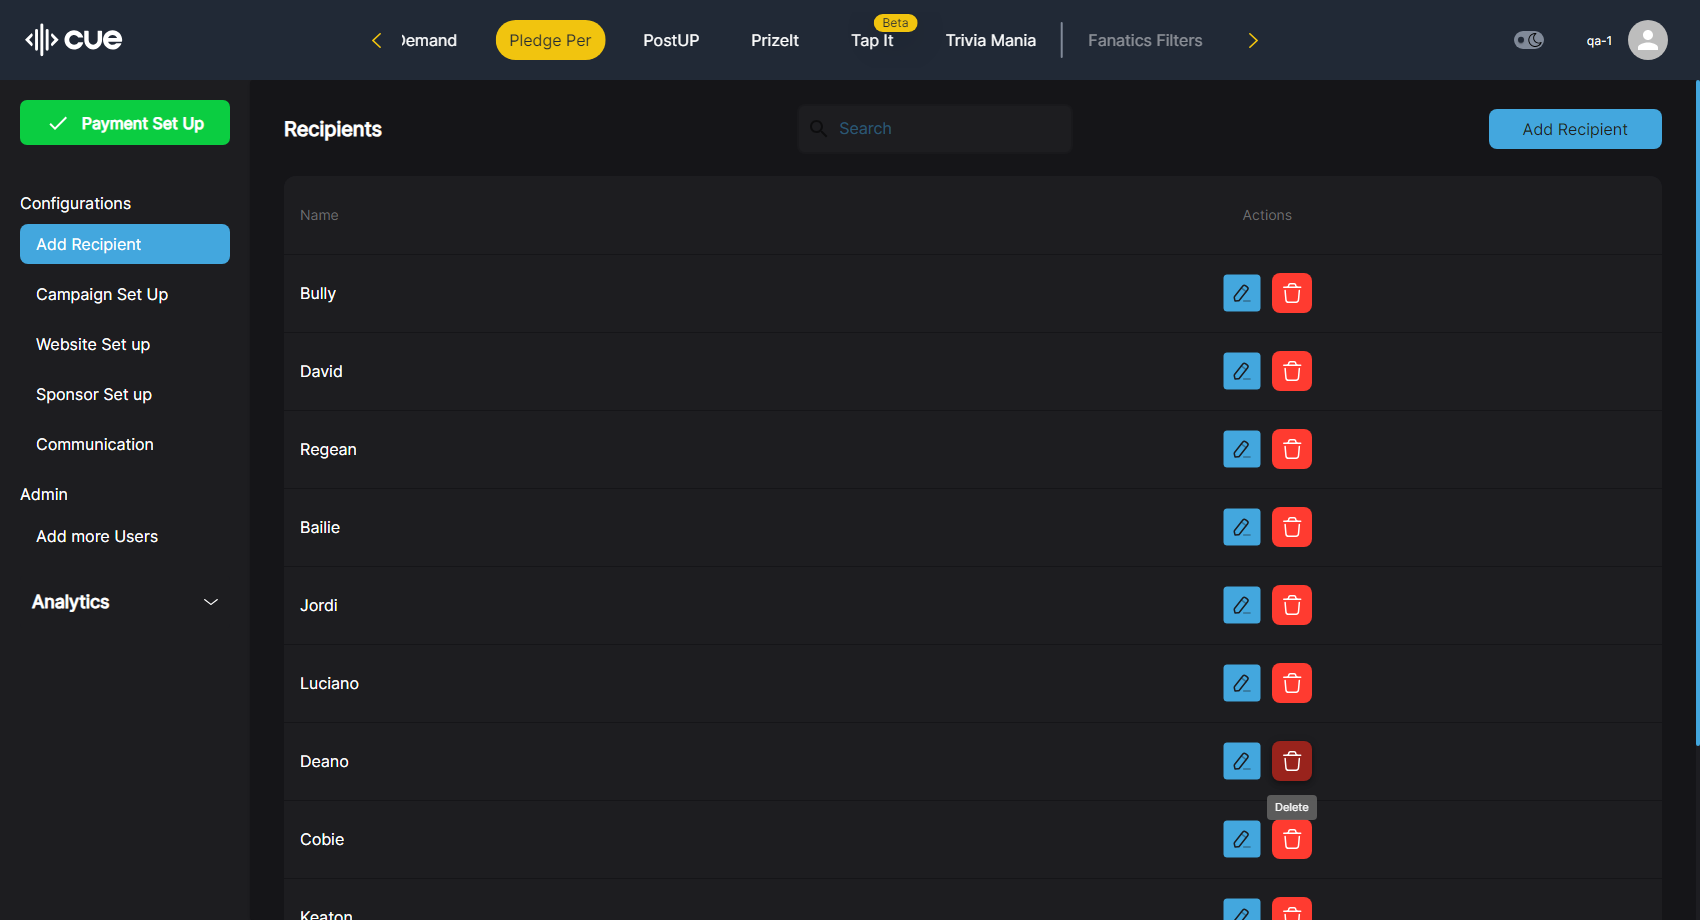 cue
Demand
Pledge Per
PostUP
PrizeIt
Tap It
Beta
Trivia Mania
Fanatics Filters
qa-1
Payment Set Up
Configurations
Add Recipient
Campaign Set Up
Website Set up
Sponsor Set up
Communication
Admin
Add more Users
Analytics
Recipients
Search
Add Recipient
Name
Actions
Bully
David
Regean
Bailie
Jordi
Luciano
Deano
Delete
Cobie
Keaton